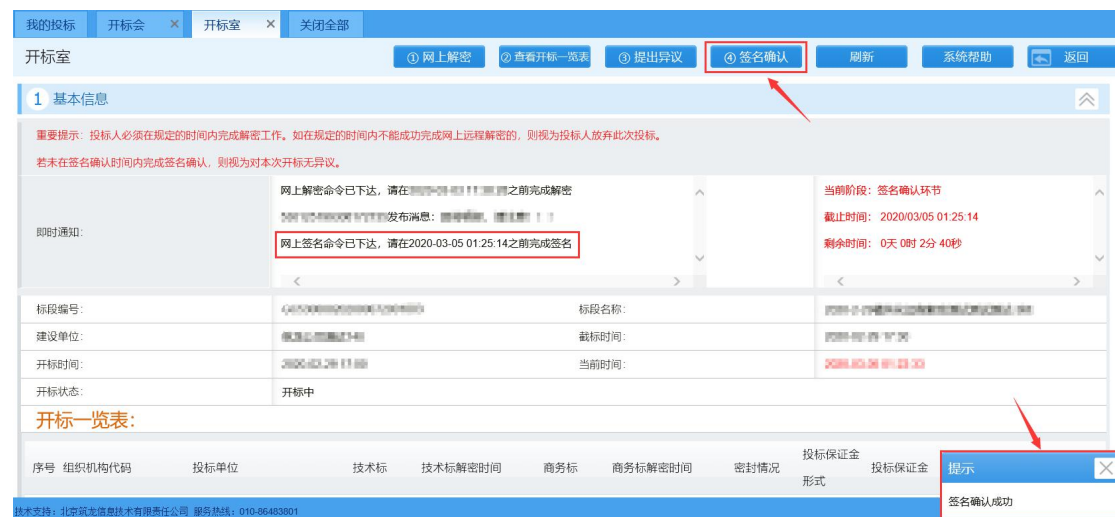 我的投标 开标会 × 开标室 × 关闭全部
开标室 ① 网上解密 ② 查看开标一览表 ③ 提出异议 ④ 签名确认 刷新 系统帮助 返回
1 基本信息
重要提示：投标人必须在规定的时间内完成解密工作。如在规定的时间内不能成功完成网上远程解密的，则视为投标人放弃此次投标。
若未在签名确认时间内完成签名确认，则视为对本次开标无异议。
即时通知:
网上解密命令已下达，请在 之前完成解密
发布消息：
网上签名命令已下达，请在2020-03-05 01:25:14之前完成签名
当前阶段：签名确认环节
截止时间： 2020/03/05 01:25:14
剩余时间： 0天 0时 2分 40秒
标段编号: 标段名称:
建设单位: 截标时间:
开标时间: 当前时间:
开标状态: 开标中
开标一览表:
序号 组织机构代码 投标单位 技术标 技术标解密时间 商务标 商务标解密时间 密封情况 投标保证金形式 投标保证金
提示 ×
签名确认成功
技术支持：北京筑龙信息技术有限责任公司 服务热线：010-86483801